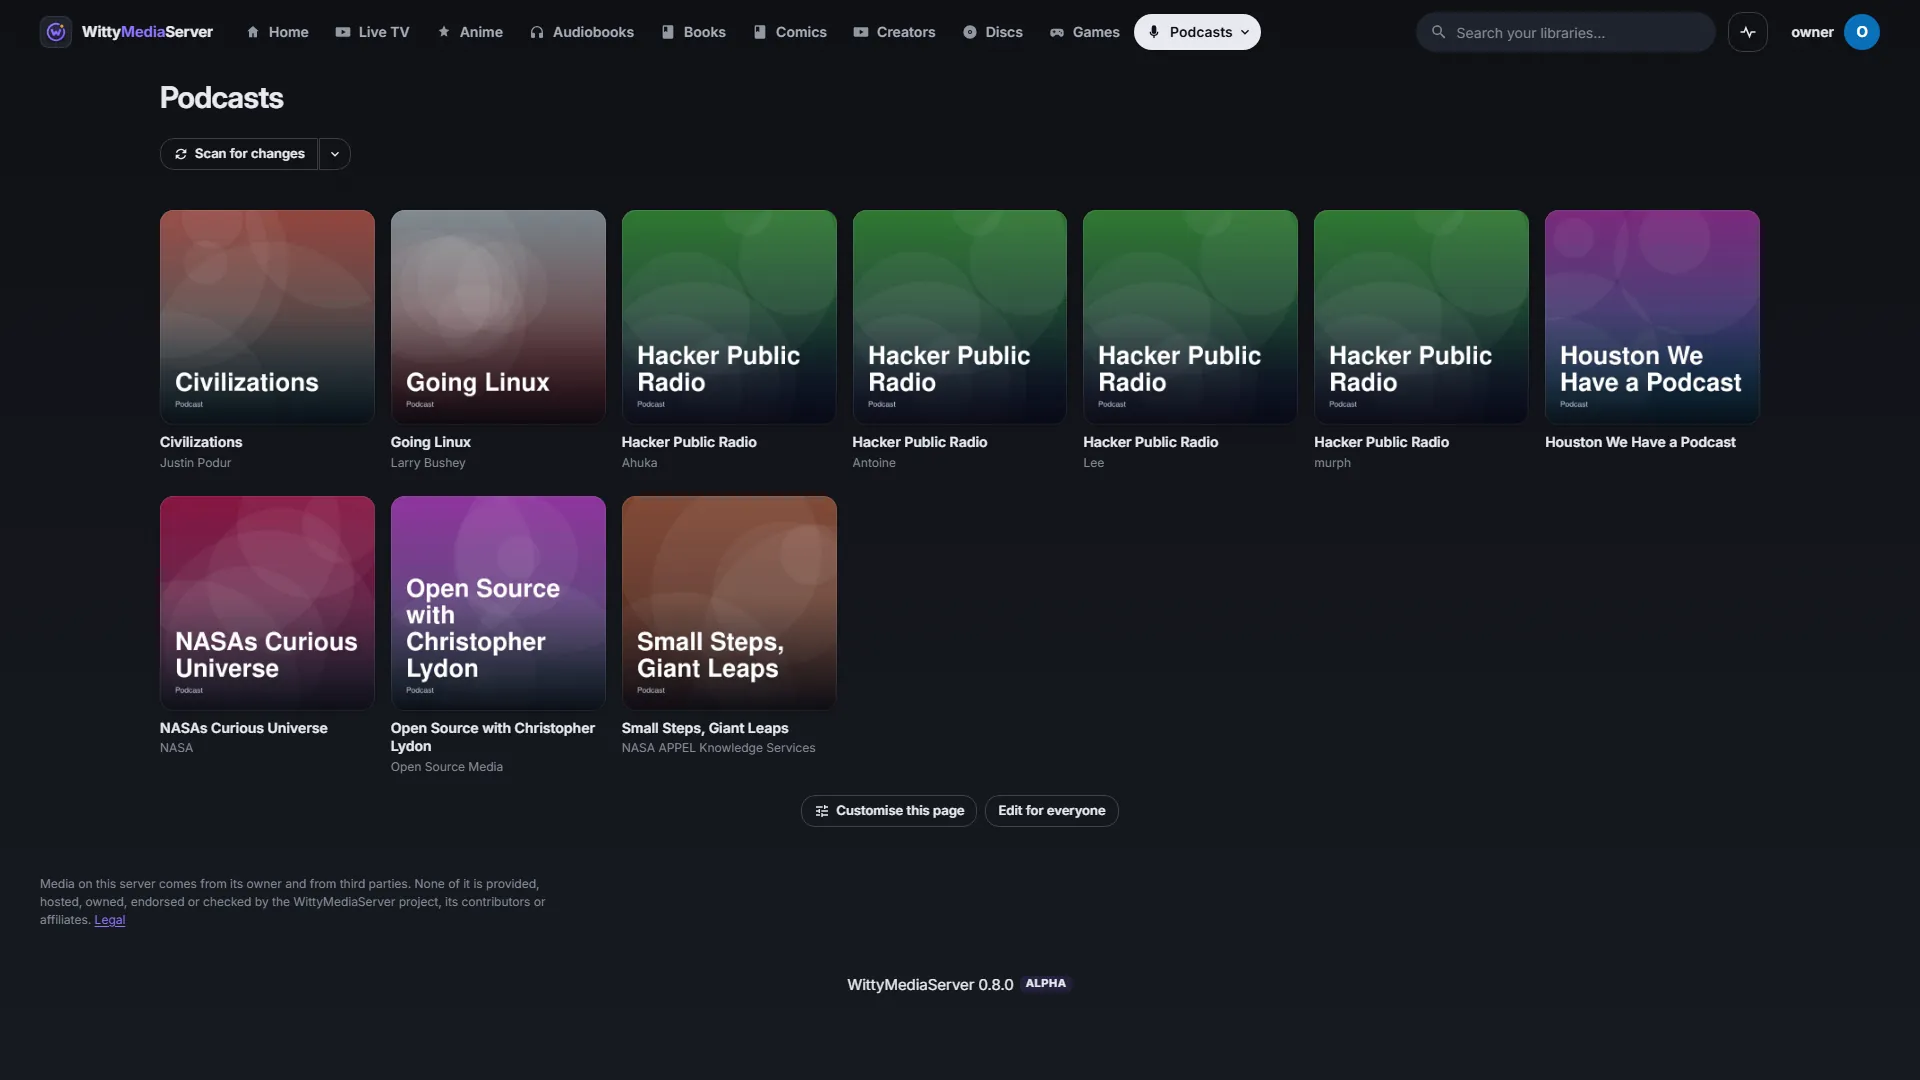 WittyMediaServer
Home
Live TV
Anime
Audiobooks
Books
Comics
Creators
Discs
Games
Podcasts
Search your libraries...
owner
O
Podcasts
Scan for changes
Civilizations
Podcast
Going Linux
Podcast
Hacker Public
Radio
Podcast
Hacker Public
Radio
Podcast
Hacker Public
Radio
Podcast
Hacker Public
Radio
Podcast
Houston We
Have a Podcast
Podcast
Civilizations
Justin Podur
Going Linux
Larry Bushey
Hacker Public Radio
Ahuka
Hacker Public Radio
Antoine
Hacker Public Radio
Lee
Hacker Public Radio
murph
Houston We Have a Podcast
NASAs Curious
Universe
Podcast
Open Source
with
Christopher
Lydon
Podcast
Small Steps,
Giant Leaps
Podcast
NASAs Curious Universe
NASA
Open Source with Christopher
Lydon
Open Source Media
Small Steps, Giant Leaps
NASA APPEL Knowledge Services
Customise this page
Edit for everyone
Media on this server comes from its owner and from third parties. None of it is provided,
hosted, owned, endorsed or checked by the WittyMediaServer project, its contributors or
affiliates. Legal
WittyMediaServer 0.8.0 ALPHA